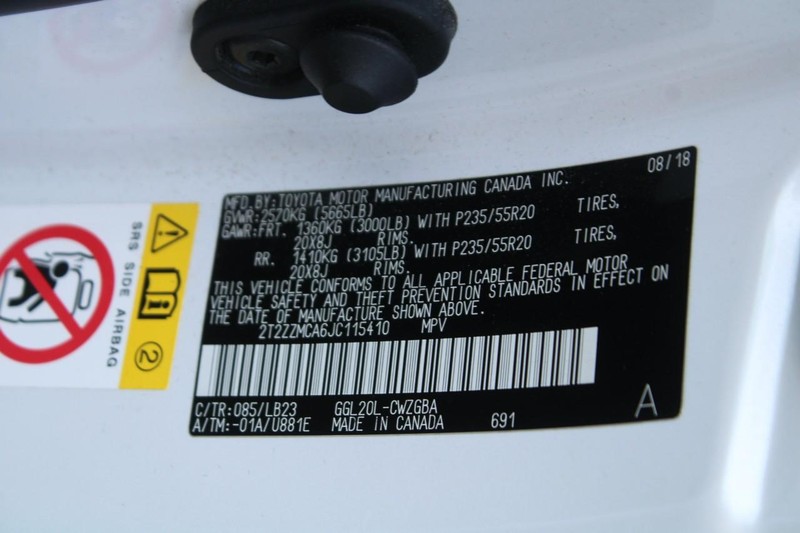 MFD.BY:TOYOTA MOTOR MANUFACTURING CANADA INC. 08/18
GVWR:2570KG (5665LB)
GAWR:FRT. 1360KG (3000LB) WITH P235/55R20 TIRES,
20X8J RIMS.
RR. 1410KG (3105LB) WITH P235/55R20 TIRES,
20X8J RIMS.
THIS VEHICLE CONFORMS TO ALL APPLICABLE FEDERAL MOTOR
VEHICLE SAFETY AND THEFT PREVENTION STANDARDS IN EFFECT ON
THE DATE OF MANUFACTURE SHOWN ABOVE.
2T2ZZMCA6JC115410 MPV
C/TR:085/LB23 GGL20L-CWZGBA
A/TM:-01A/U881E MADE IN CANADA 691
A
SRS SIDE AIRBAG
2